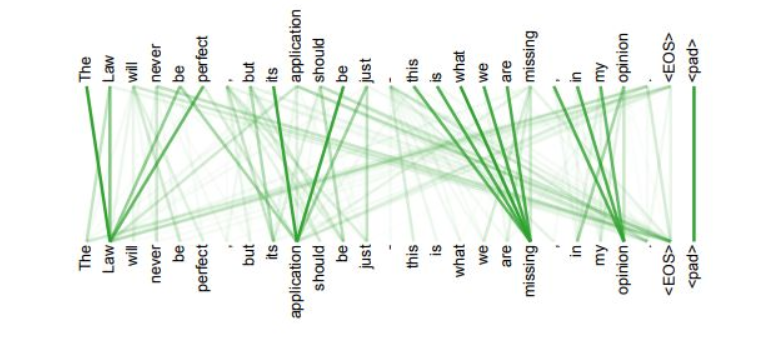 The Law will never be perfect , but its application should be just - this is what we are missing , in my opinion . <EOS> <pad>
The Law will never be perfect , but its application should be just - this is what we are missing , in my opinion . <EOS> <pad>